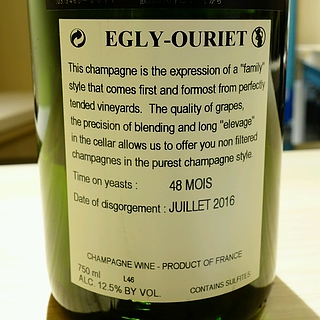 EGLY-OURIET
This champagne is the expression of a "family"
style that comes first and formost from perfectly
tended vineyards. The quality of grapes,
the precision of blending and long "elevage"
in the cellar allows us to offer you non filtered
champagnes in the purest champagne style.
Time on yeasts : 48 MOIS
Date of disgorgement : JUILLET 2016
CHAMPAGNE WINE - PRODUCT OF FRANCE
750 ml L46
ALC. 12.5% BY VOL. CONTAINS SULFITES